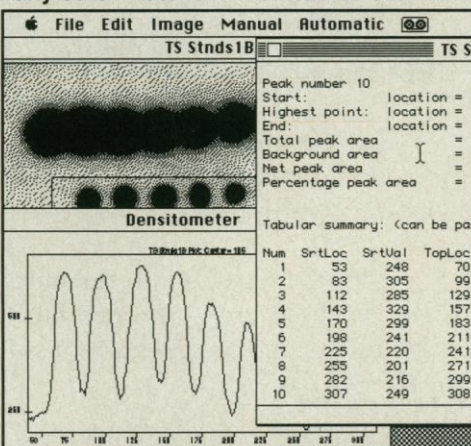 File Edit Image Manual Automatic
TS Stnds1B
TS S
Peak number 10
Start: location =
Highest point: location =
End: location =
Total peak area =
Background area =
Net peak area =
Percentage peak area =
Tabular summary: (can be pa
Num SrtLoc SrtVal TopLoc
1 53 248 70
2 83 305 99
3 112 285 129
4 143 329 157
5 170 299 183
6 198 241 211
7 225 220 241
8 255 201 271
9 282 216 299
10 307 249 308
Densitometer
50 75